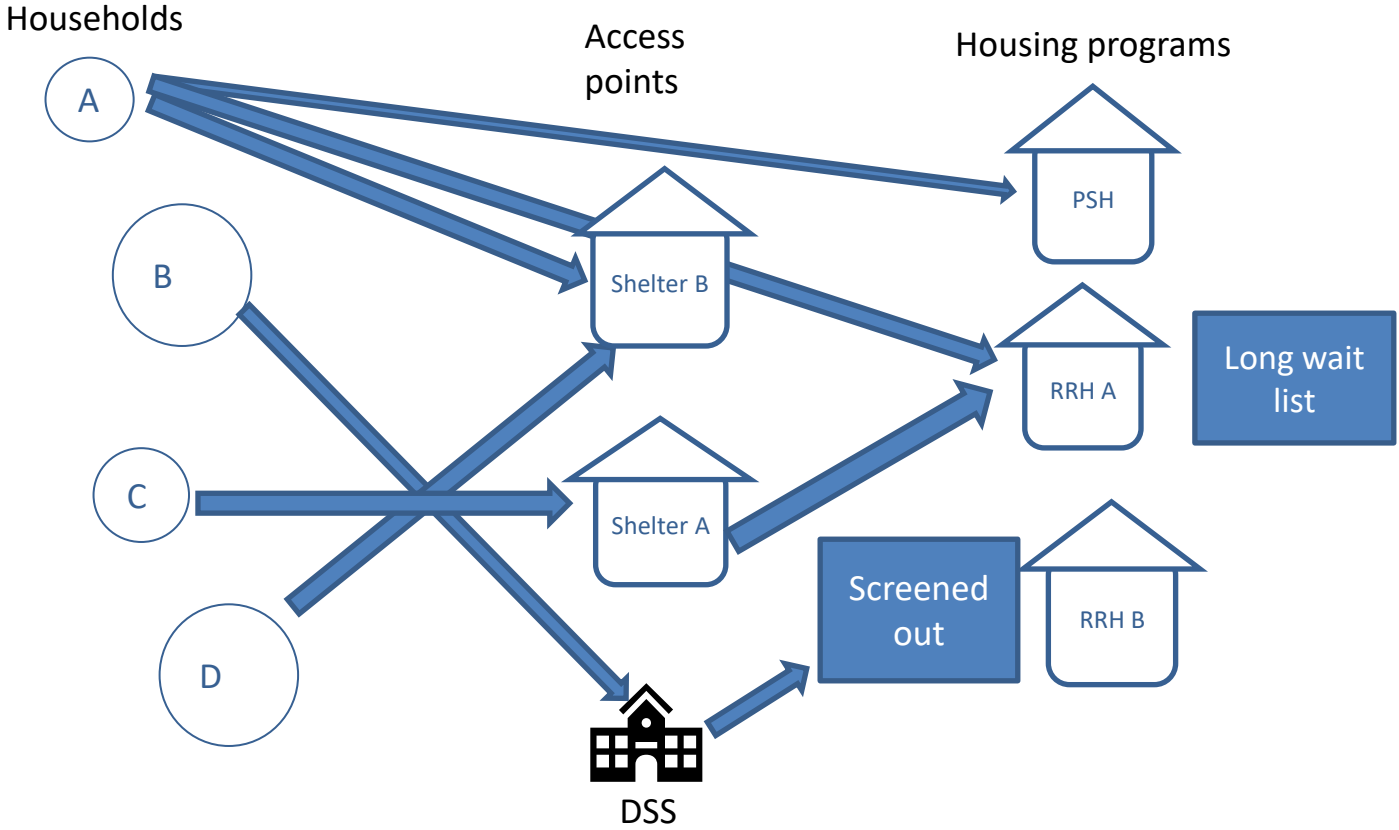 Households
Access
points
Housing programs
A
PSH
B
Shelter B
Long wait
list
RRH A
C
Shelter A
Screened
out
RRH B
D
DSS